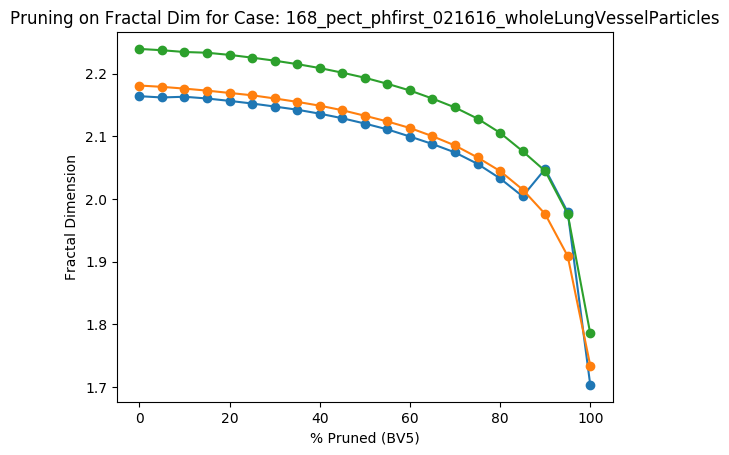 Pruning on Fractal Dim for Case: 168_pect_phfirst_021616_wholeLungVesselParticles
Fractal Dimension
2.2
2.1
2.0
1.9
1.8
1.7
0 20 40 60 80 100
% Pruned (BV5)